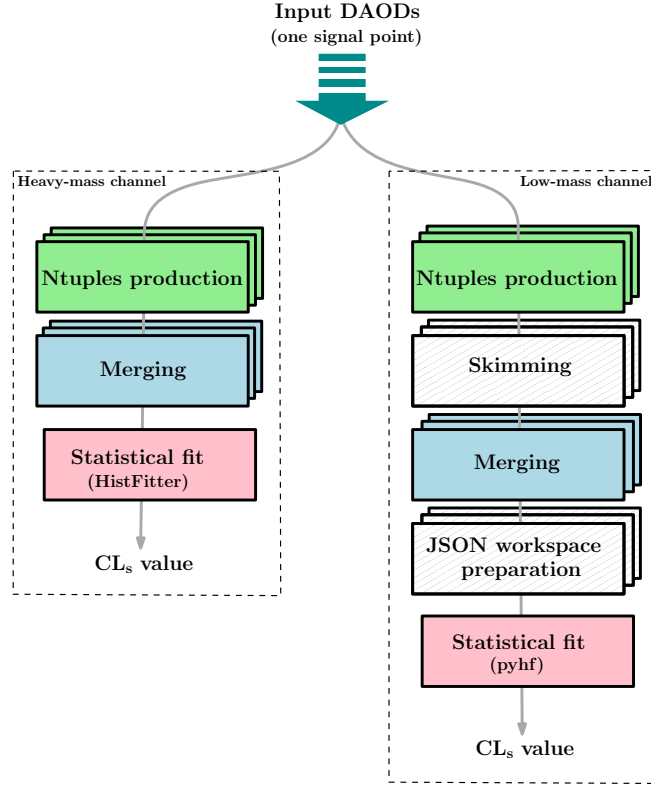 Input DAODs
(one signal point)
Heavy-mass channel
Ntuples production
Merging
Statistical fit
(HistFitter)
CLs value
Low-mass channel
Ntuples production
Skimming
Merging
JSON workspace
preparation
Statistical fit
(pyhf)
CLs value